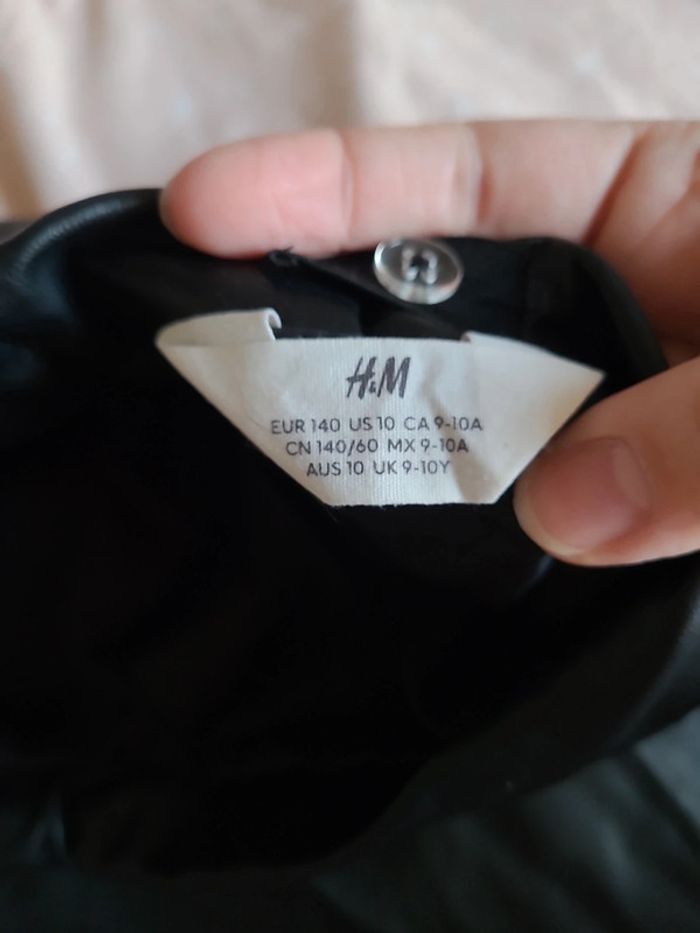 H&M
EUR 140 US 10 CA 9-10A
CN 140/60 MX 9-10A
AUS 10 UK 9-10Y